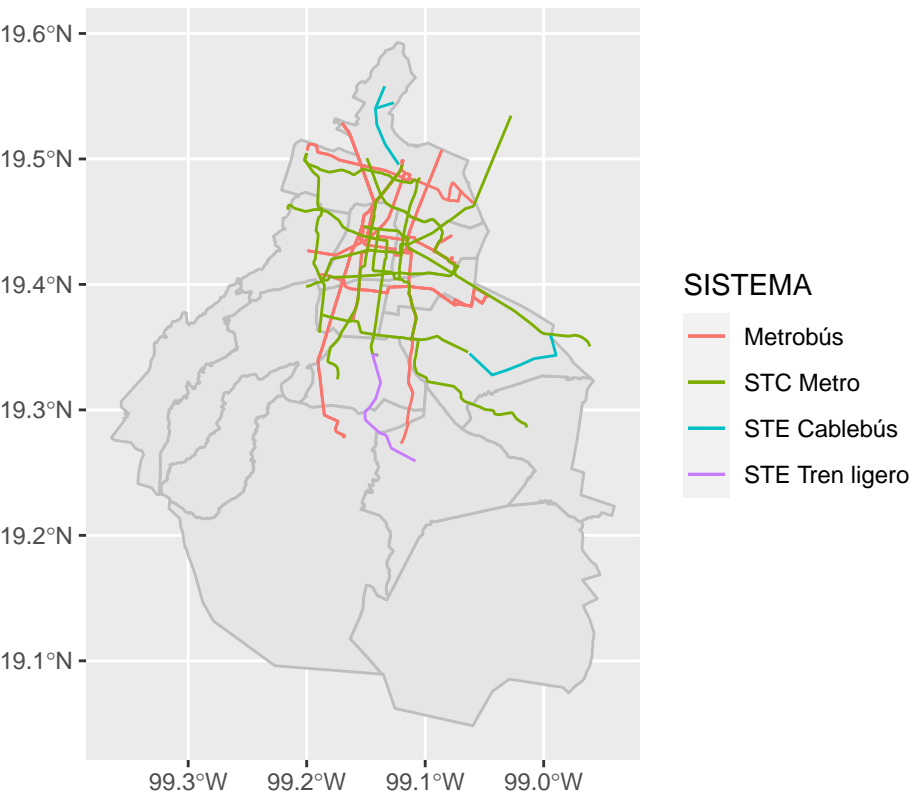 19.6°N
19.5°N
19.4°N
19.3°N
19.2°N
19.1°N
99.3°W 99.2°W 99.1°W 99.0°W
SISTEMA
Metrobús
STC Metro
STE Cablebús
STE Tren ligero